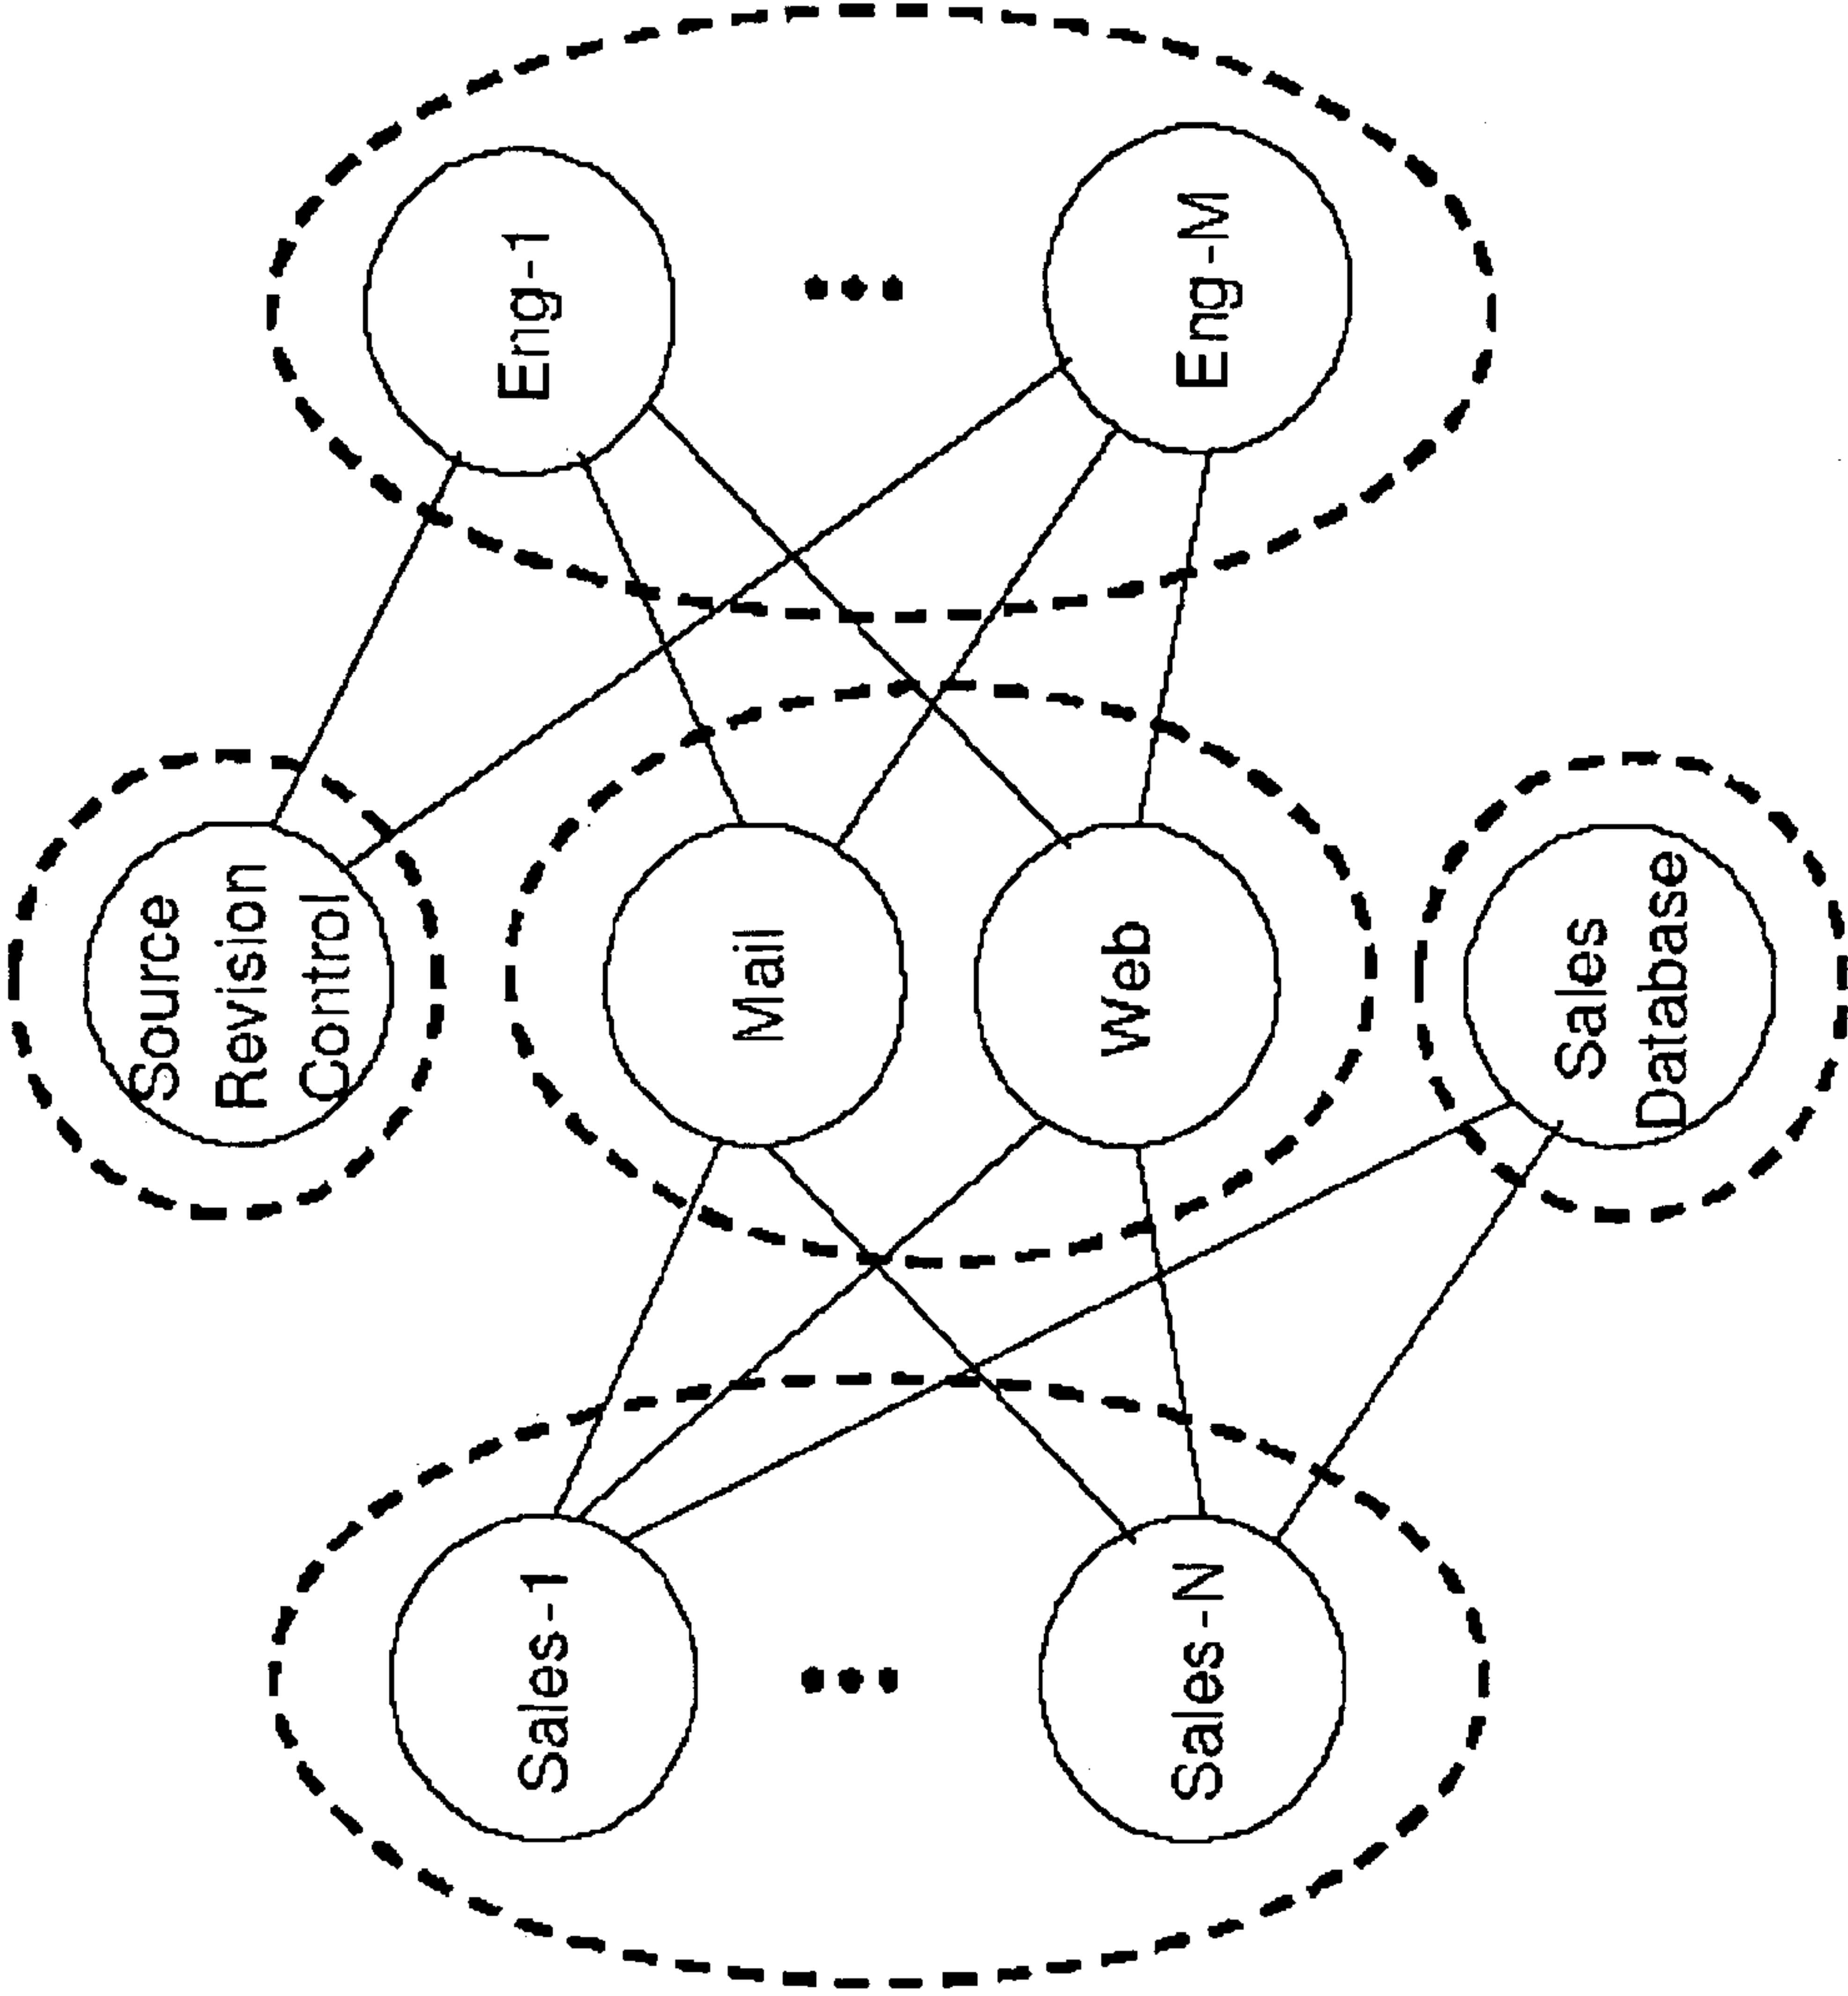 Sales-1
Sales-N
Source
Revision
Control
Mail
Web
Sales
Database
Eng-1
Eng-M